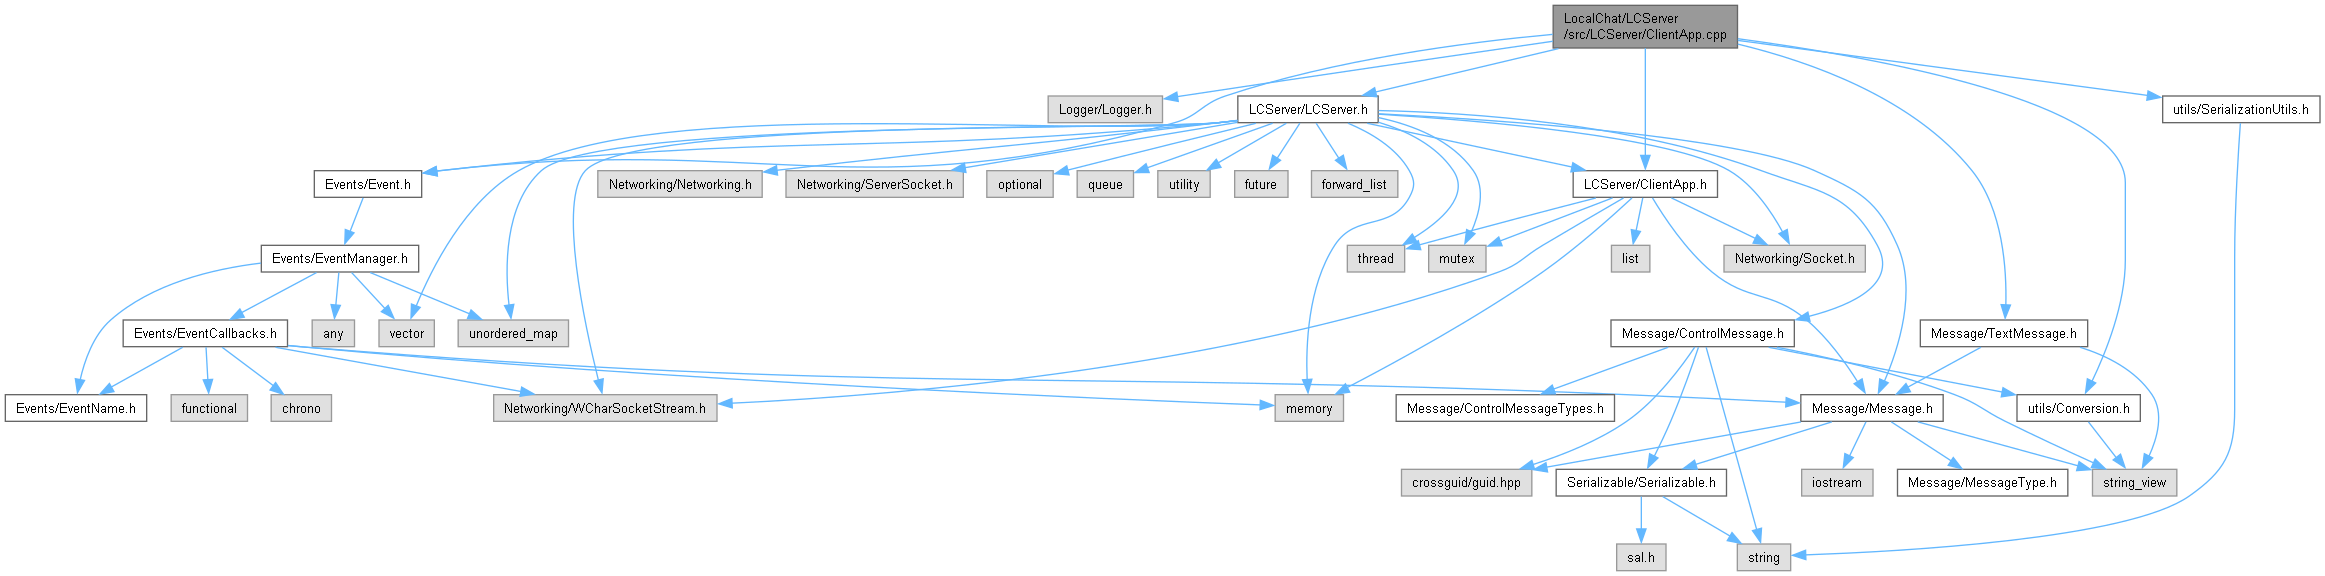 LocalChat/LCServer
/src/LCServer/ClientApp.cpp
Logger/Logger.h
LCServer/LCServer.h
utils/SerializationUtils.h
Events/Event.h
Networking/Networking.h
Networking/ServerSocket.h
optional
queue
utility
future
forward_list
LCServer/ClientApp.h
Events/EventManager.h
thread
mutex
list
Networking/Socket.h
Events/EventCallbacks.h
any
vector
unordered_map
Message/ControlMessage.h
Message/TextMessage.h
Events/EventName.h
functional
chrono
Networking/WCharSocketStream.h
memory
Message/ControlMessageTypes.h
Message/Message.h
utils/Conversion.h
crossguid/guid.hpp
Serializable/Serializable.h
iostream
Message/MessageType.h
string_view
sal.h
string